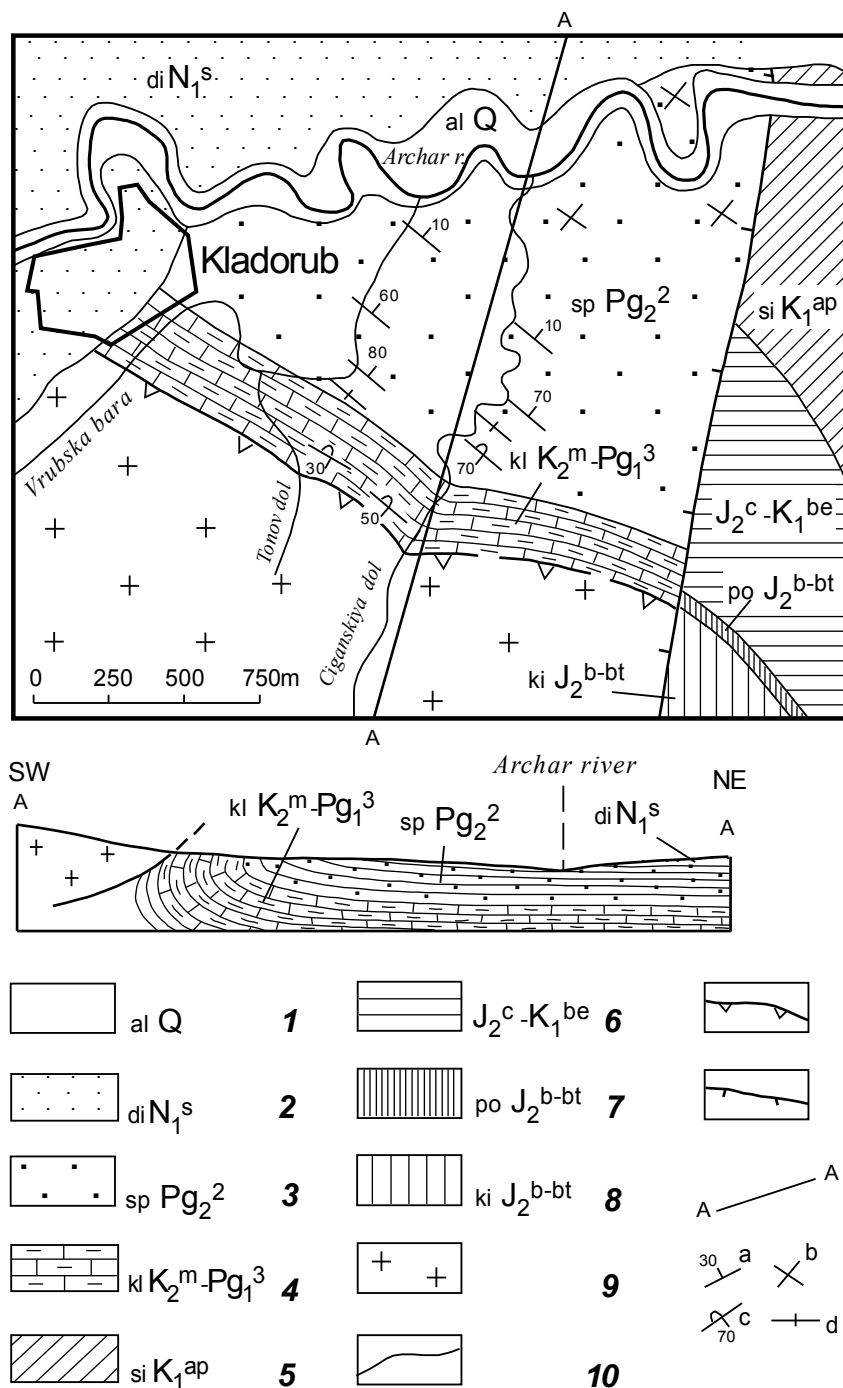 A
di N₁ˢ
al Q
Archar r.
10
Kladorub
60
sp Pg₂²
si K₁ᵃᵖ
10
80
70
Vrubska bara
30
70
kl K₂ᵐ-Pg₁³
J₂ᶜ-K₁ᵇᵉ
50
Tonov dol
po J₂ᵇ⁻ᵇᵗ
Ciganskiya dol
0 250 500 750m
ki J₂ᵇ⁻ᵇᵗ
A
SW
Archar river
NE
A
kl K₂ᵐ-Pg₁³
sp Pg₂²
di N₁ˢ
A
al Q 1
J₂ᶜ-K₁ᵇᵉ 6
di N₁ˢ 2
po J₂ᵇ⁻ᵇᵗ 7
sp Pg₂² 3
ki J₂ᵇ⁻ᵇᵗ 8
A A
kl K₂ᵐ-Pg₁³ 4
9
30 a b
70 c d
si K₁ᵃᵖ 5
10